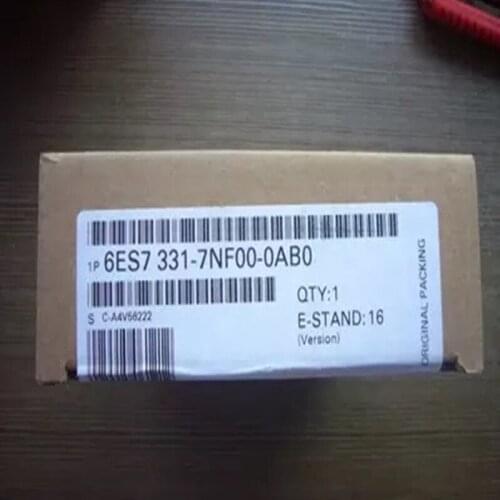 1P 6ES7 331-7NF00-0AB0
QTY:1
S C-A4V56222
E-STAND:16
(Version)
ORIGINAL PACKING